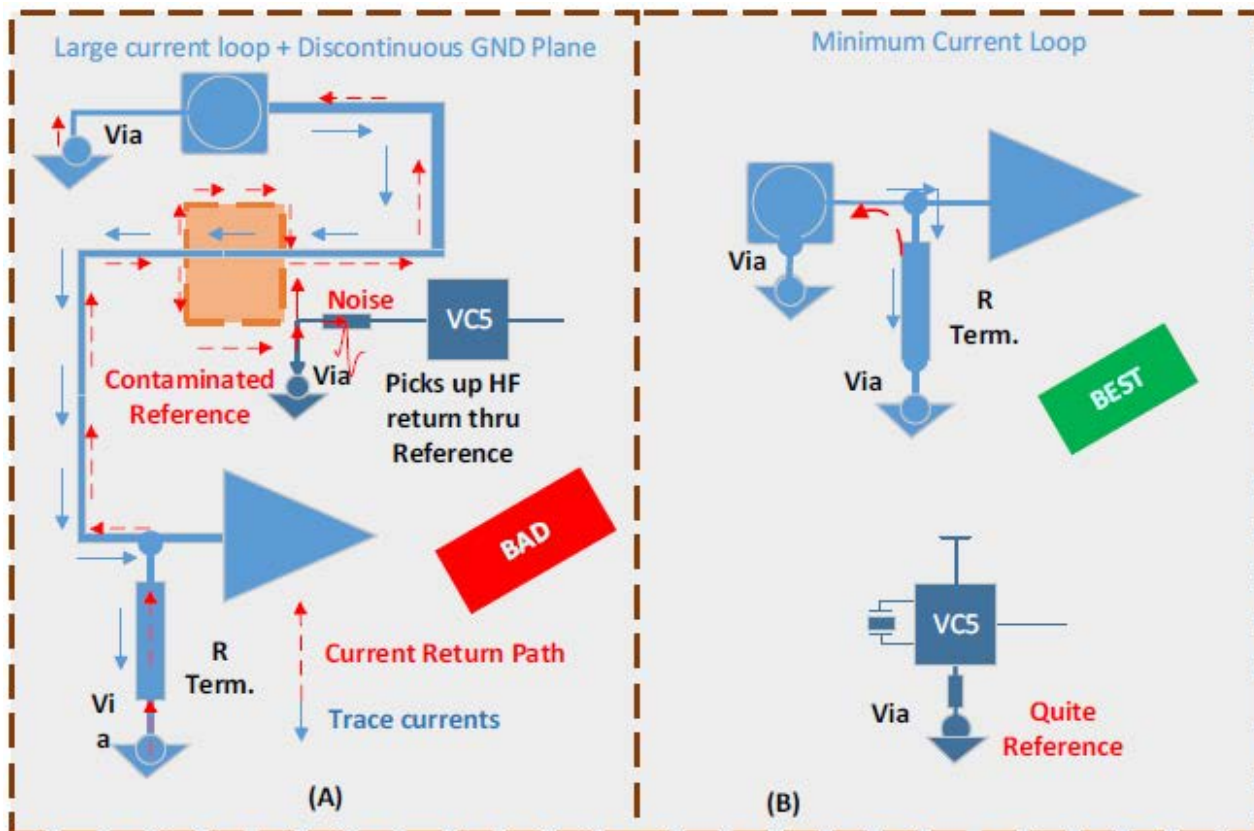 Large current loop + Discontinuous GND Plane
Via
Noise
VC5
Contaminated
Reference
Via
Picks up HF
return thru
Reference
BAD
R
Term.
Vi
a
Current Return Path
Trace currents
(A)
Minimum Current Loop
Via
R
Term.
Via
BEST
VC5
Via
Quite
Reference
(B)